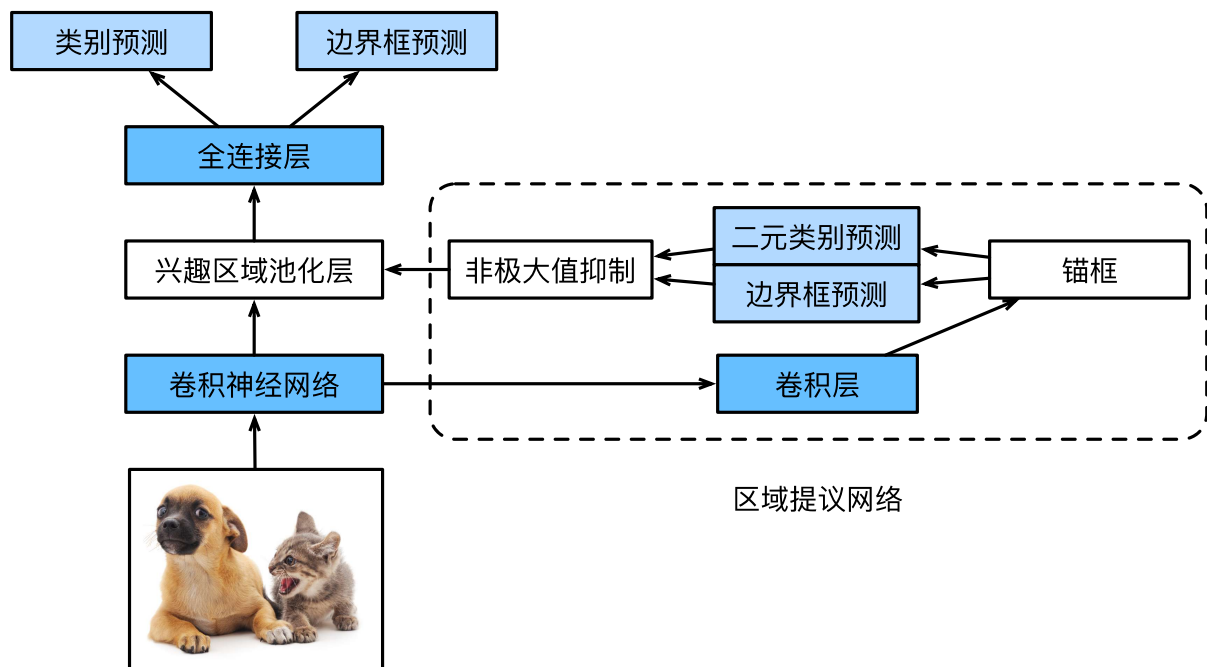 类别预测
边界框预测
全连接层
兴趣区域池化层
非极大值抑制
二元类别预测
边界框预测
锚框
卷积神经网络
卷积层
区域提议网络